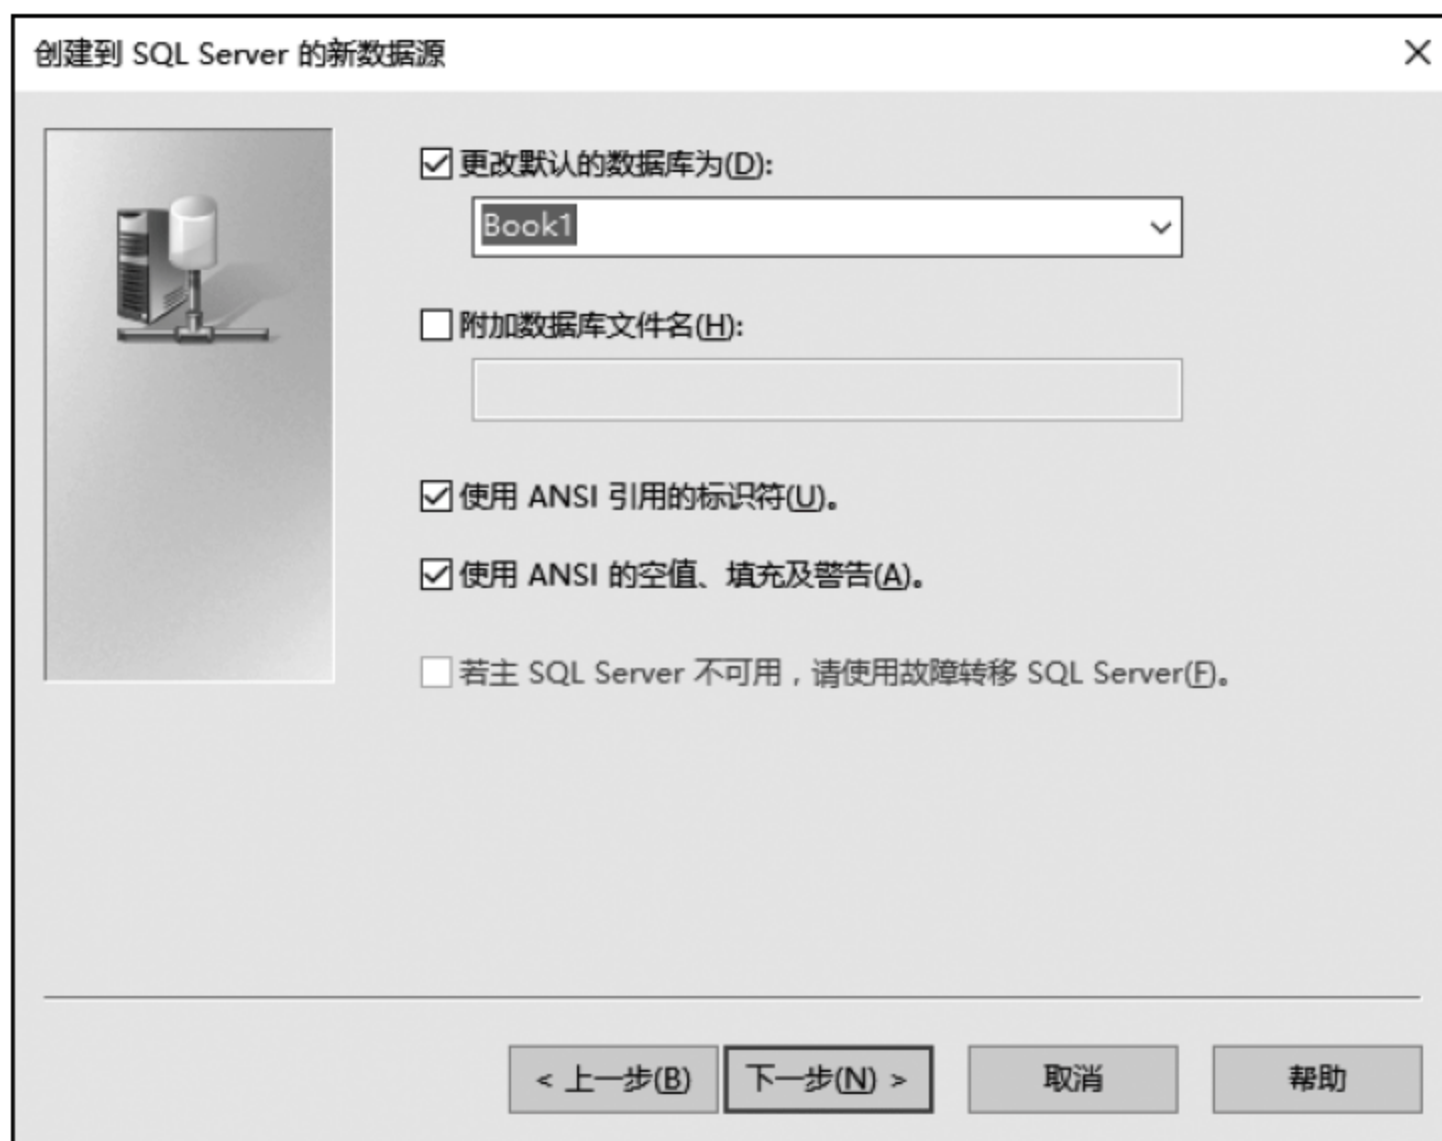 创建到 SQL Server 的新数据源
更改默认的数据库为(D):
Book1
附加数据库文件名(H):
使用 ANSI 引用的标识符(U)。
使用 ANSI 的空值、填充及警告(A)。
若主 SQL Server 不可用，请使用故障转移 SQL Server(F)。
< 上一步(B) 下一步(N) > 取消 帮助